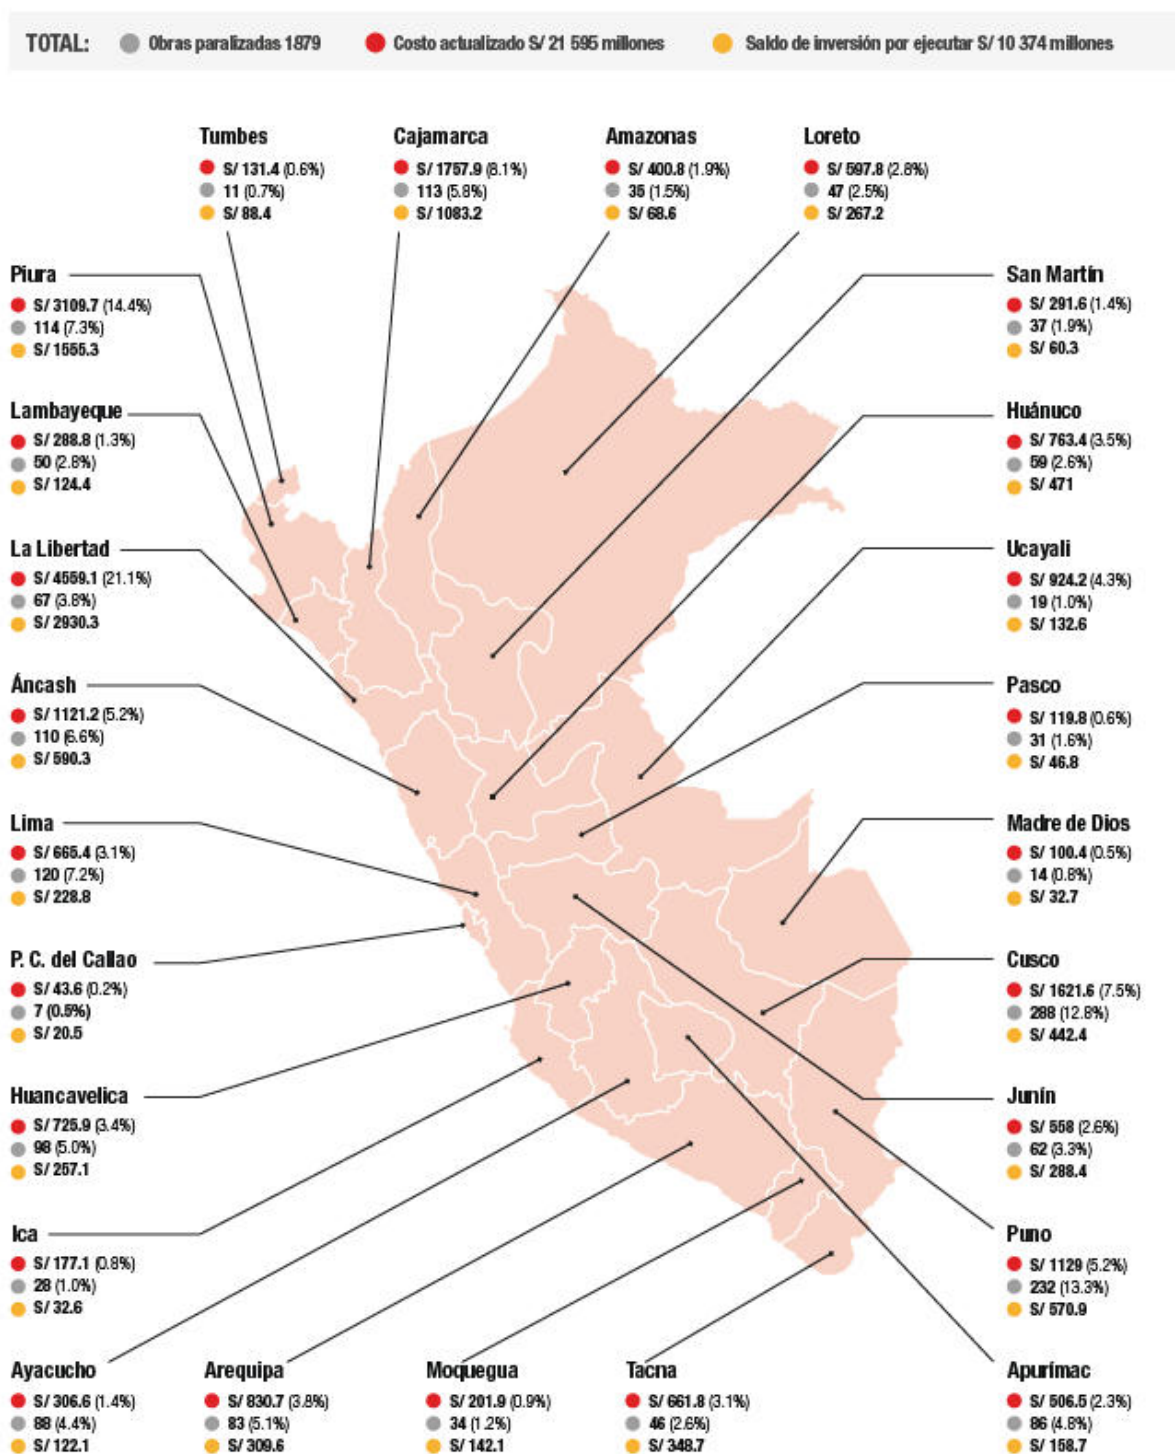 TOTAL: Obras paralizadas 1879 Costo actualizado S/ 21 595 millones Saldo de inversión por ejecutar S/ 10 374 millones
Tumbes
S/ 131.4 (0.6%)
11 (0.7%)
S/ 88.4
Cajamarca
S/ 1757.9 (8.1%)
113 (5.8%)
S/ 1083.2
Amazonas
S/ 400.8 (1.9%)
35 (1.5%)
S/ 68.6
Loreto
S/ 597.8 (2.8%)
47 (2.5%)
S/ 267.2
Piura
S/ 3109.7 (14.4%)
114 (7.3%)
S/ 1555.3
Lambayeque
S/ 288.8 (1.3%)
50 (2.8%)
S/ 124.4
La Libertad
S/ 4559.1 (21.1%)
67 (3.8%)
S/ 2930.3
Áncash
S/ 1121.2 (5.2%)
110 (6.6%)
S/ 590.3
Lima
S/ 665.4 (3.1%)
120 (7.2%)
S/ 228.8
P. C. del Callao
S/ 43.6 (0.2%)
7 (0.5%)
S/ 20.5
Huancavelica
S/ 725.9 (3.4%)
98 (5.0%)
S/ 257.1
Ica
S/ 177.1 (0.8%)
28 (1.0%)
S/ 32.6
San Martín
S/ 291.6 (1.4%)
37 (1.9%)
S/ 60.3
Huánuco
S/ 763.4 (3.5%)
59 (2.6%)
S/ 471
Ucayali
S/ 924.2 (4.3%)
19 (1.0%)
S/ 132.6
Pasco
S/ 119.8 (0.6%)
31 (1.6%)
S/ 46.8
Madre de Dios
S/ 100.4 (0.5%)
14 (0.8%)
S/ 32.7
Cusco
S/ 1621.6 (7.5%)
288 (12.8%)
S/ 442.4
Junín
S/ 558 (2.6%)
62 (3.3%)
S/ 288.4
Puno
S/ 1129 (5.2%)
232 (13.3%)
S/ 570.9
Ayacucho
S/ 306.6 (1.4%)
88 (4.4%)
S/ 122.1
Arequipa
S/ 830.7 (3.8%)
83 (5.1%)
S/ 309.6
Moquegua
S/ 201.9 (0.9%)
34 (1.2%)
S/ 142.1
Tacna
S/ 661.8 (3.1%)
46 (2.6%)
S/ 348.7
Apurímac
S/ 506.5 (2.3%)
86 (4.8%)
S/ 158.7